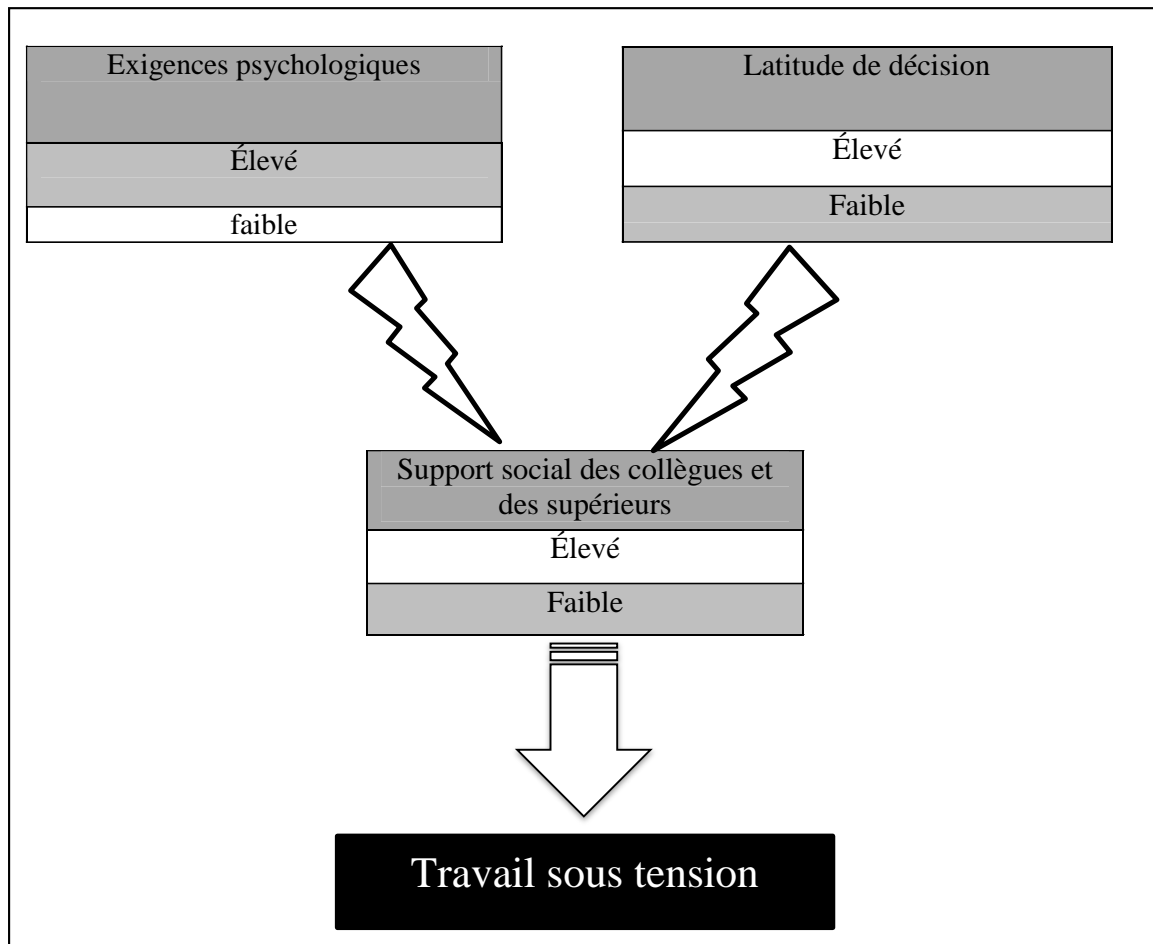 Exigences psychologiques
Élevé
faible
Latitude de décision
Élevé
Faible
Support social des collègues et
des supérieurs
Élevé
Faible
Travail sous tension